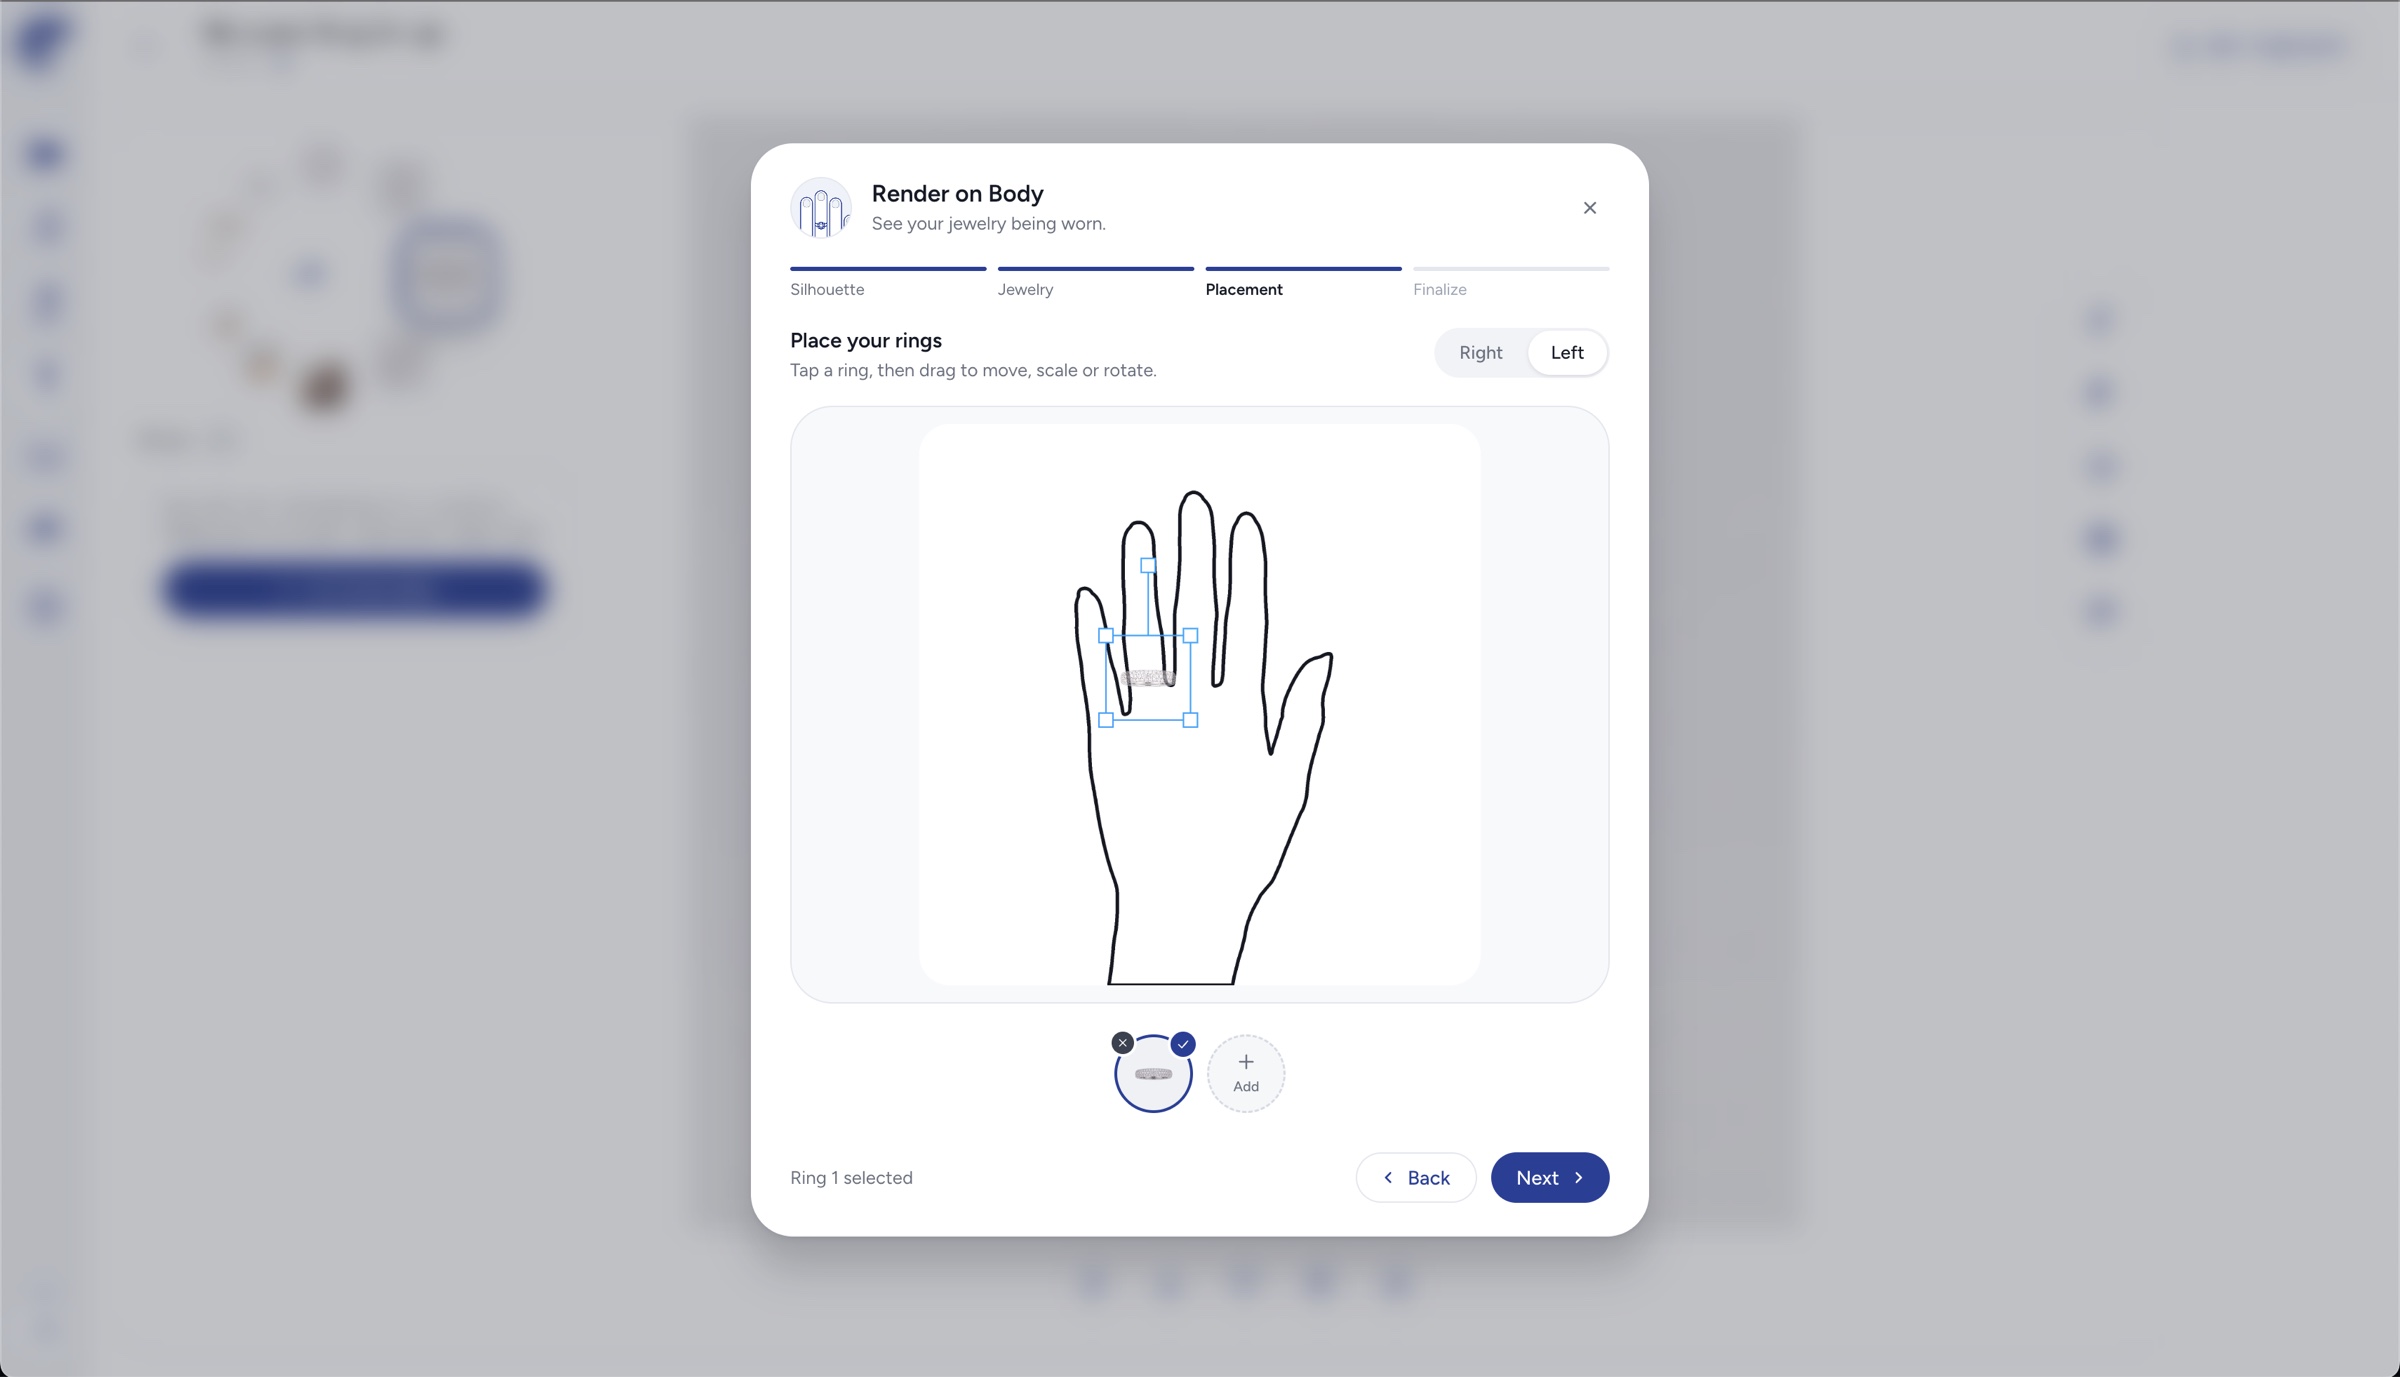 Render on Body
See your jewelry being worn.
Silhouette
Jewelry
Placement
Finalize
Place your rings
Tap a ring, then drag to move, scale or rotate.
Right
Left
Add
Ring 1 selected
Back
Next